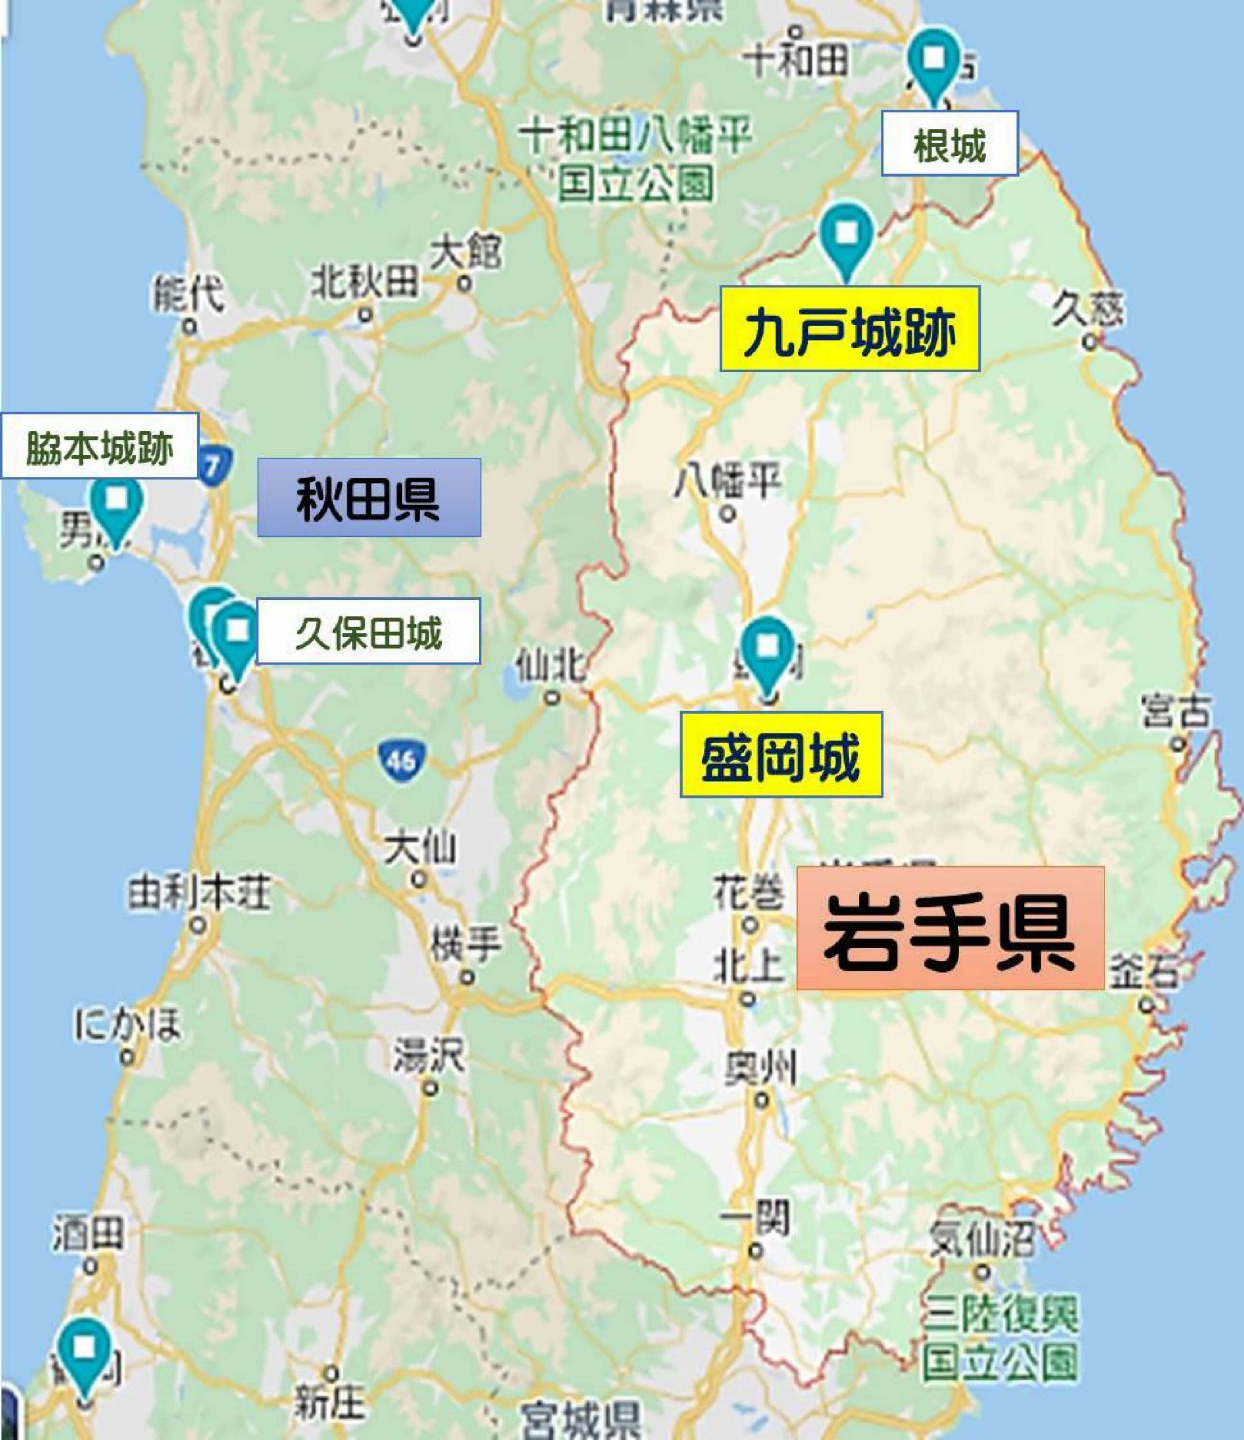 青森県
十和田
根城
十和田八幡平
国立公園
大館
北秋田
能代
九戸城跡
久慈
脇本城跡
7
秋田県
八幡平
久保田城
仙北
盛岡城
宮古
46
大仙
由利本荘
花巻
岩手県
横手
北上
釜石
にかほ
湯沢
奥州
一関
酒田
気仙沼
三陸復興
国立公園
新庄
宮城県